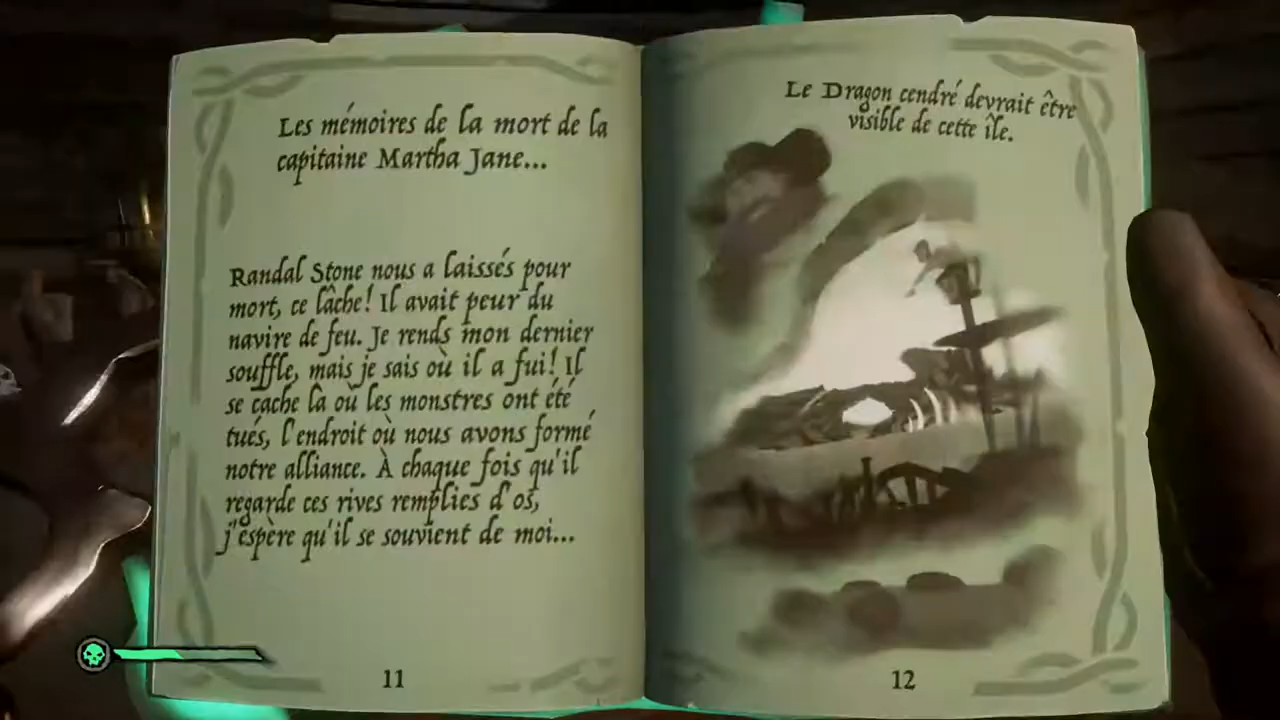 Les mémoires de la mort de la
capitaine Martha Jane...
Randal Stone nous a laissés pour
mort, ce lâche! Il avait peur du
navire de feu. Je rends mon dernier
souffle, mais je sais où il a fui! Il
se cache là où les monstres ont été
tués, l'endroit où nous avons formé
notre alliance. À chaque fois qu'il
regarde ces rives remplies d'os,
j'espère qu'il se souvient de moi...
11
Le Dragon cendré devrait être
visible de cette île.
12